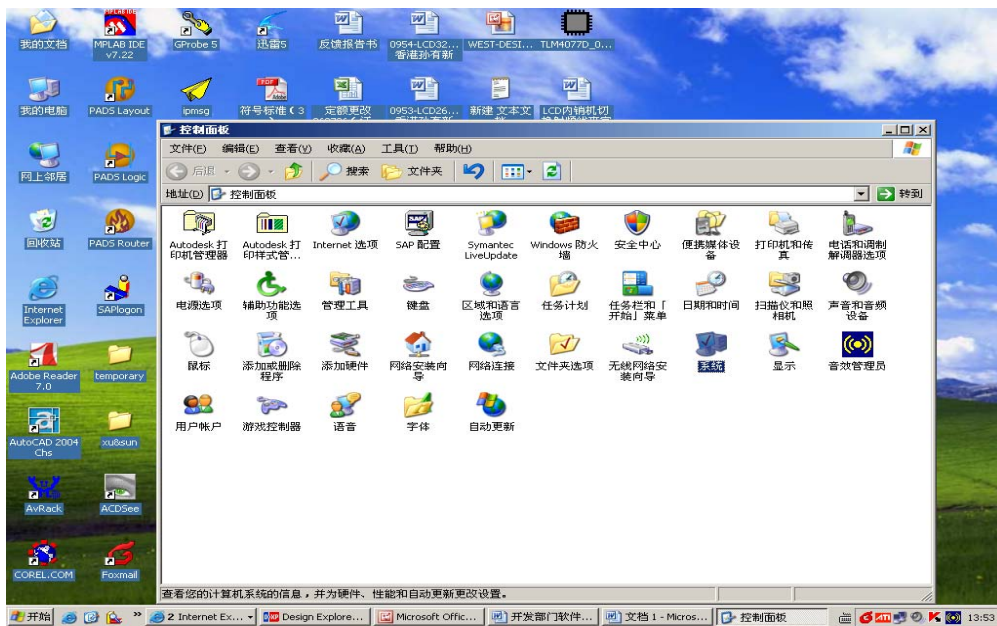 我的文档
MPLAB IDE
v7.22
GProbe 5
迅雷5
反馈报告书
0954-LCD32...
香港孙有新
WEST-DESI...
TLM4077D_0...
我的电脑
PADS Layout
ipmsg
符号标准(3
定额更改
0953-LCD26...
新建 文本文
LCD内销机切
网上邻居
PADS Logic
回收站
PADS Router
Internet
Explorer
SAPlogon
Adobe Reader
7.0
temporary
AutoCAD 2004
Chs
xu&sun
AvRack
ACDSee
COREL.COM
Foxmail
控制面板
文件(F) 编辑(E) 查看(V) 收藏(A) 工具(T) 帮助(H)
后退 搜索 文件夹
地址(D) 控制面板 转到
Autodesk 打
印机管理器
Autodesk 打
印样式管...
Internet 选项
SAP 配置
Symantec
LiveUpdate
Windows 防火
墙
安全中心
便携媒体设
备
打印机和传
真
电话和调制
解调器选项
电源选项
辅助功能选
项
管理工具
键盘
区域和语言
选项
任务计划
任务栏和「
开始」菜单
日期和时间
扫描仪和照
相机
声音和音频
设备
鼠标
添加或删除
程序
添加硬件
网络安装向
导
网络连接
文件夹选项
无线网络安
装向导
系统
显示
音效管理员
用户帐户
游戏控制器
语音
字体
自动更新
查看您的计算机系统的信息，并为硬件、性能和自动更新更改设置。
开始 » 2 Internet Ex... Design Explore... Microsoft Offic... 开发部门软件... 文档 1 - Micros... 控制面板 13:53